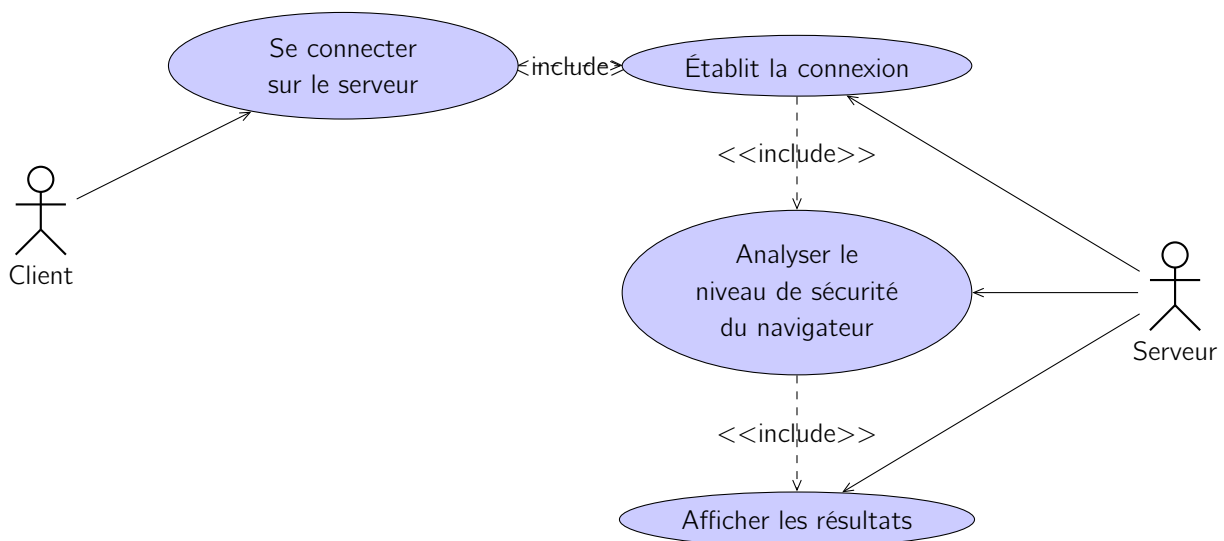 Se connecter
sur le serveur
<<include>>
Établit la connexion
<<include>>
Client
Analyser le
niveau de sécurité
du navigateur
Serveur
<<include>>
Afficher les résultats